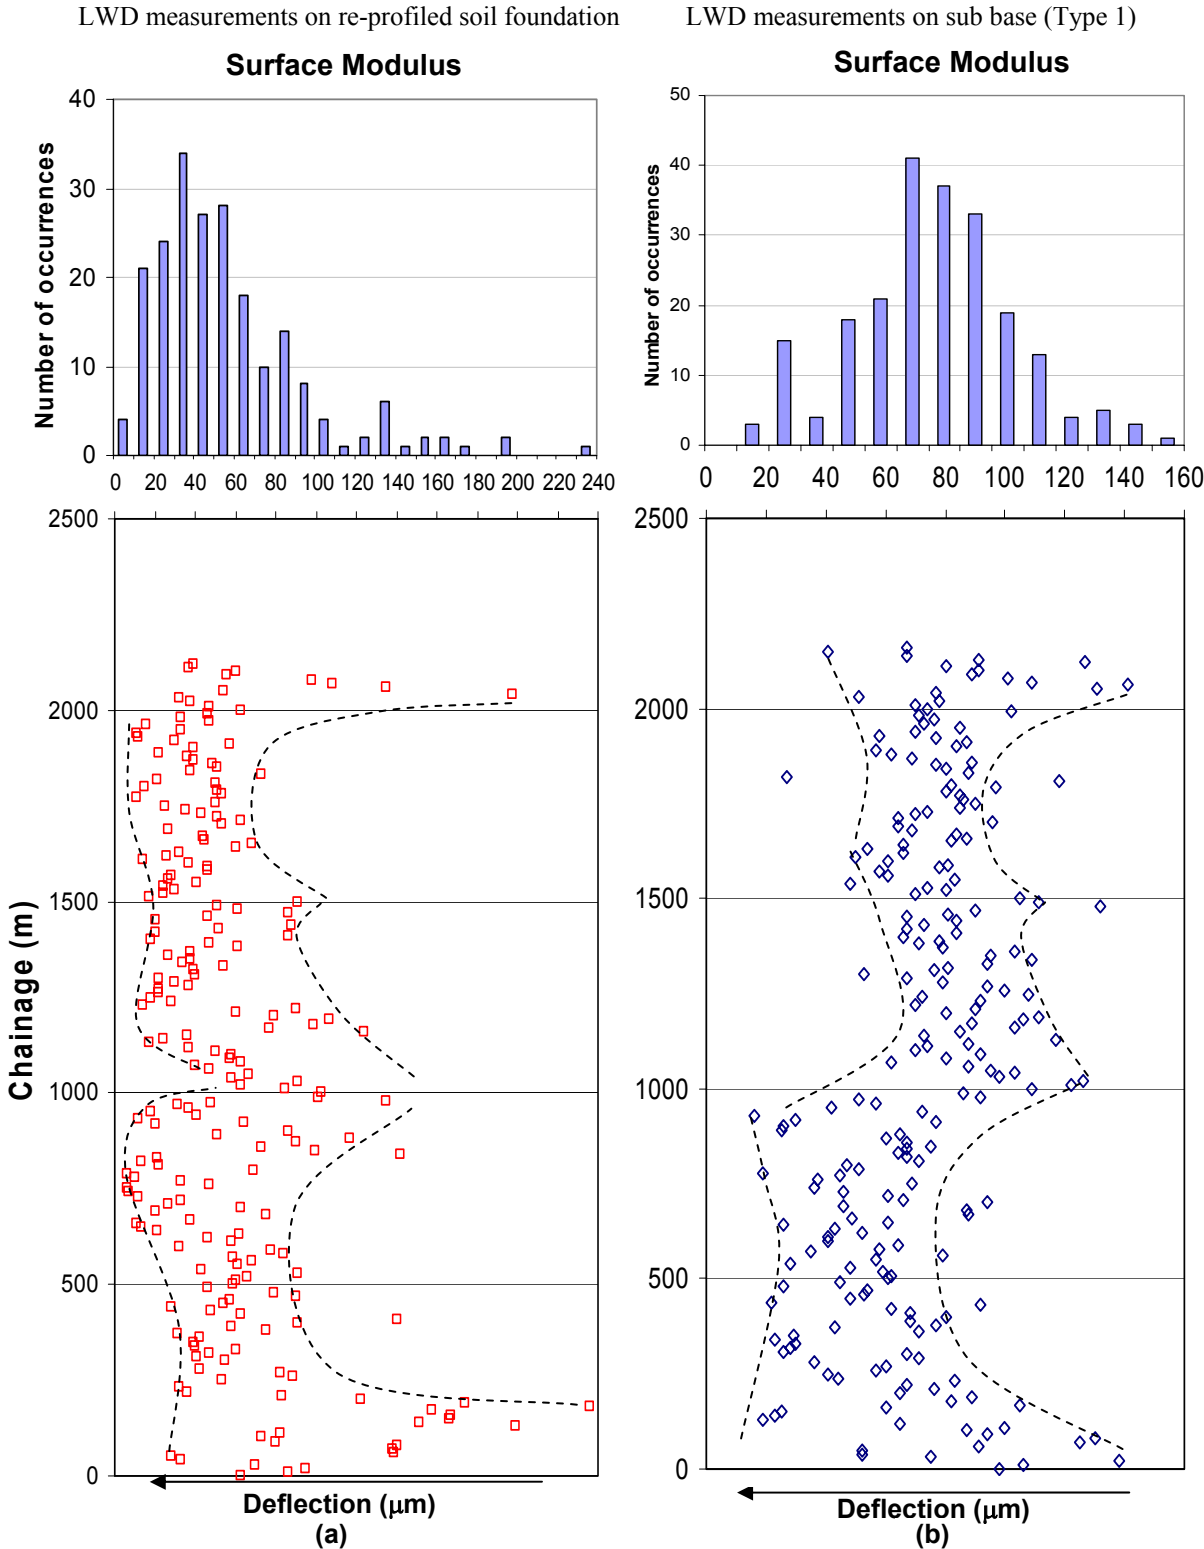 LWD measurements on re-profiled soil foundation
LWD measurements on sub base (Type 1)
Surface Modulus
Surface Modulus
Number of occurrences
40
30
20
10
0
0 20 40 60 80 100 120 140 160 180 200 220 240
Number of occurrences
50
40
30
20
10
0
0 20 40 60 80 100 120 140 160
Chainage (m)
2500
2000
1500
1000
500
0
Deflection (μm)
(a)
2500
2000
1500
1000
500
0
Deflection (μm)
(b)